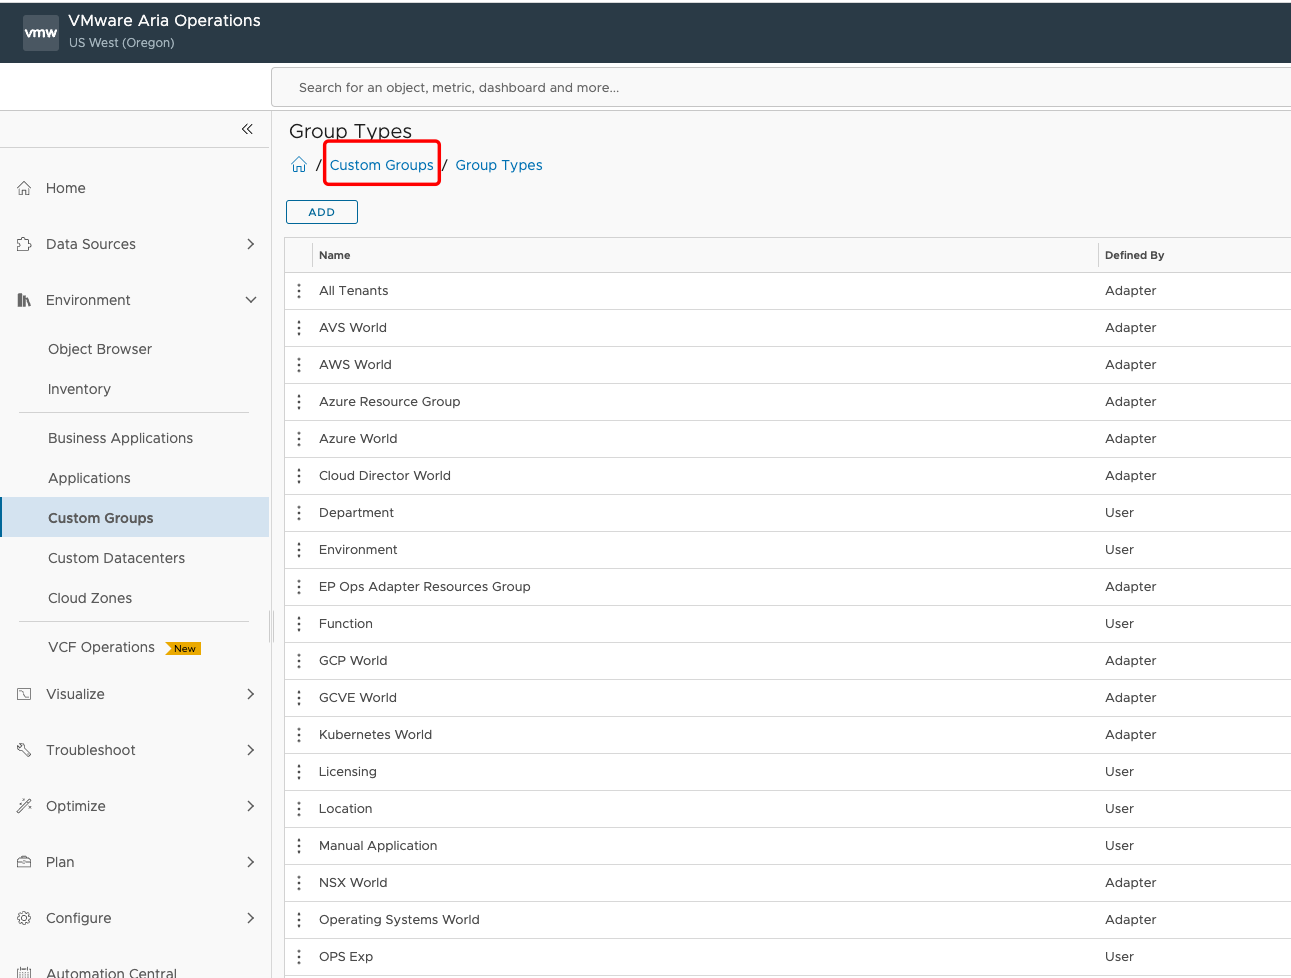 vmw
VMware Aria Operations
US West (Oregon)
Search for an object, metric, dashboard and more...
Home
Data Sources
Environment
Object Browser
Inventory
Business Applications
Applications
Custom Groups
Custom Datacenters
Cloud Zones
VCF Operations New
Visualize
Troubleshoot
Optimize
Plan
Configure
Automation Central
Group Types
/ Custom Groups / Group Types
ADD
Name Defined By
All Tenants Adapter
AVS World Adapter
AWS World Adapter
Azure Resource Group Adapter
Azure World Adapter
Cloud Director World Adapter
Department User
Environment User
EP Ops Adapter Resources Group Adapter
Function User
GCP World Adapter
GCVE World Adapter
Kubernetes World Adapter
Licensing User
Location User
Manual Application User
NSX World Adapter
Operating Systems World Adapter
OPS Exp User